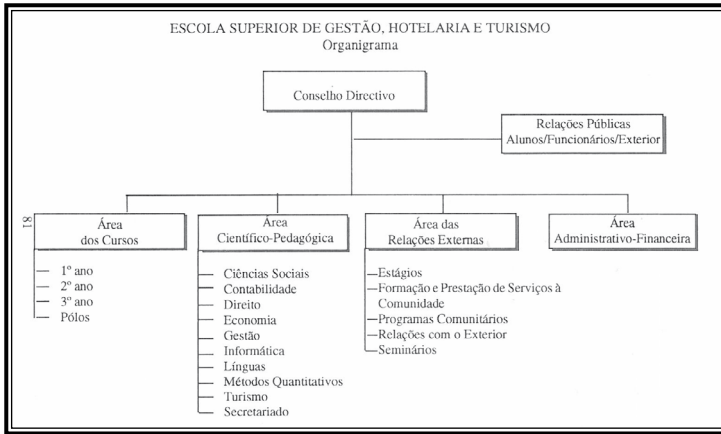 ESCOLA SUPERIOR DE GESTÃO, HOTELARIA E TURISMO
Organigrama
Conselho Directivo
Relações Públicas
Alunos/Funcionários/Exterior
81
Área
dos Cursos
1º ano
2º ano
3º ano
Pólos
Área
Científico-Pedagógica
Ciências Sociais
Contabilidade
Direito
Economia
Gestão
Informática
Línguas
Métodos Quantitativos
Turismo
Secretariado
Área das
Relações Externas
Estágios
Formação e Prestação de Serviços à
Comunidade
Programas Comunitários
Relações com o Exterior
Seminários
Área
Administrativo-Financeira